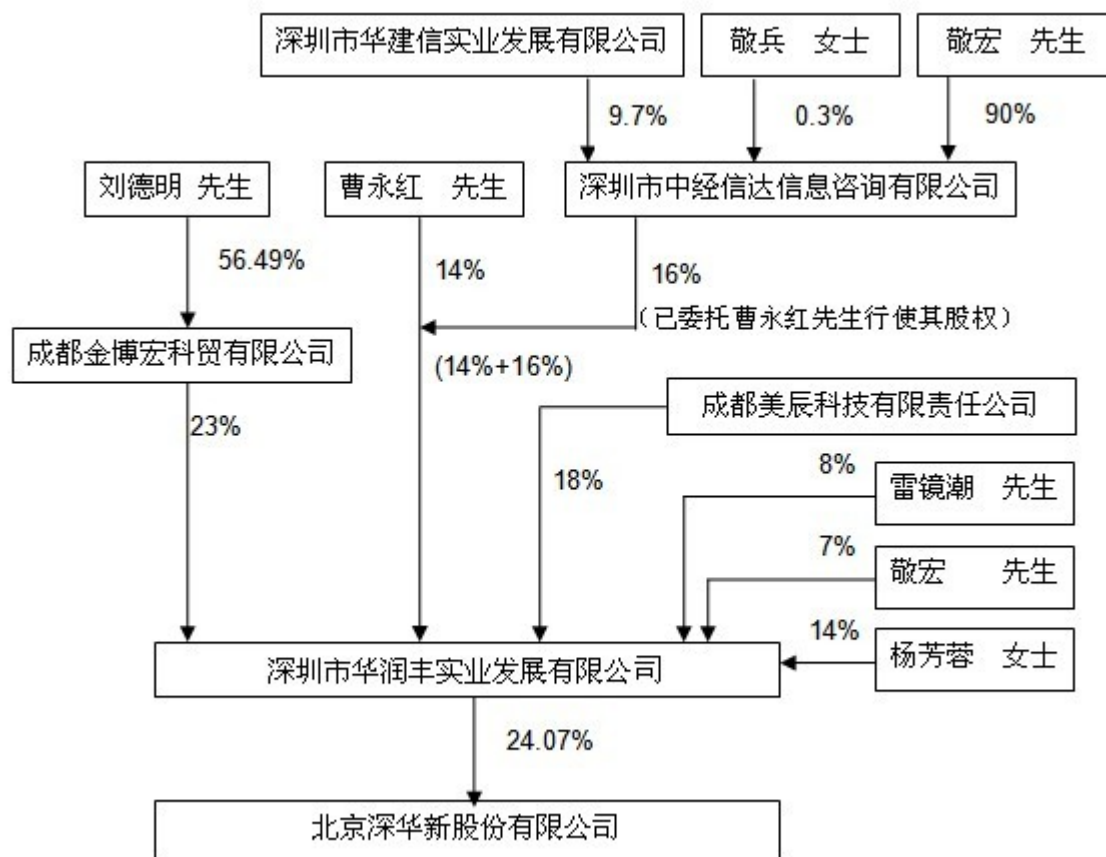 深圳市华建信实业发展有限公司
敬兵　女士
敬宏　先生
9.7%
0.3%
90%
刘德明 先生
曹永红　先生
深圳市中经信达信息咨询有限公司
56.49%
14%
16%
（已委托曹永红先生行使其股权）
成都金博宏科贸有限公司
(14%+16%)
成都美辰科技有限责任公司
23%
18%
8%
雷镜潮　先生
7%
敬宏　　先生
14%
杨芳蓉　女士
深圳市华润丰实业发展有限公司
24.07%
北京深华新股份有限公司